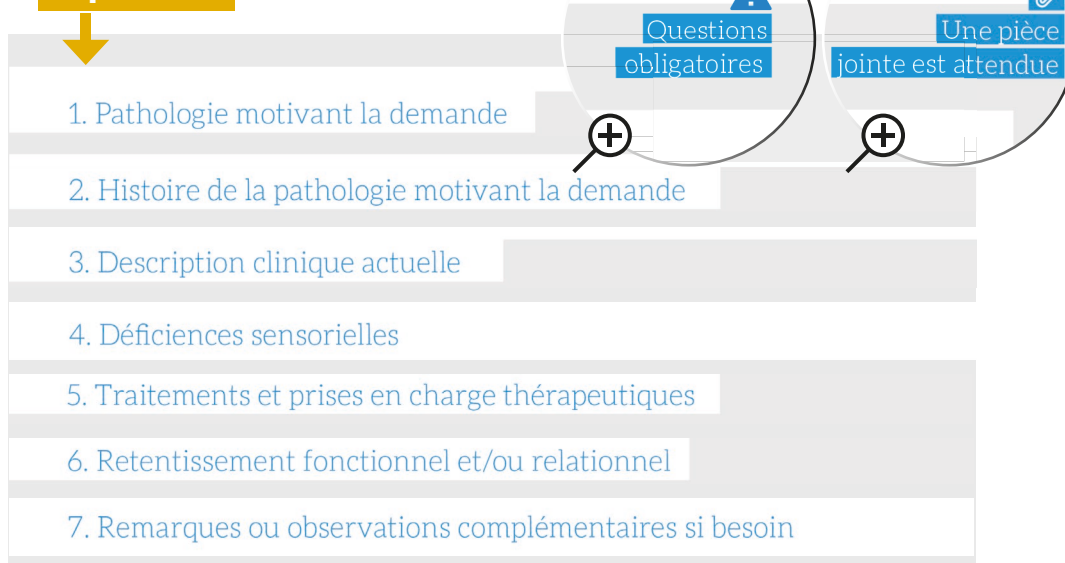 Questions
obligatoires
Une pièce
jointe est attendue
1. Pathologie motivant la demande
2. Histoire de la pathologie motivant la demande
3. Description clinique actuelle
4. Déficiences sensorielles
5. Traitements et prises en charge thérapeutiques
6. Retentissement fonctionnel et/ou relationnel
7. Remarques ou observations complémentaires si besoin